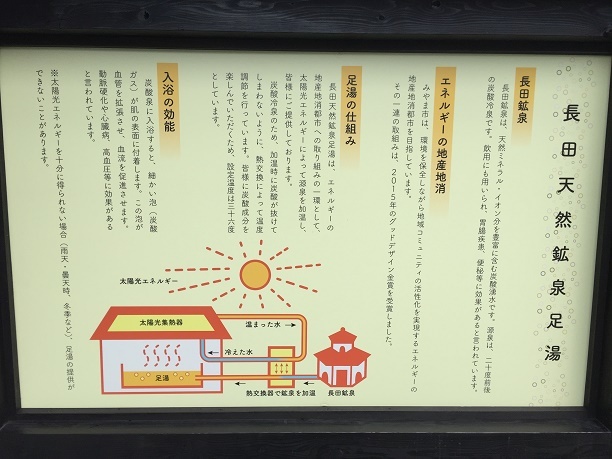 長田天然鉱泉足湯
長田鉱泉
長田鉱泉は、天然ミネラル・イオン分を豊富に含む炭酸湧水です。源泉は、二十度前後
の炭酸冷泉です。飲用にも用いられ、胃腸疾患、便秘等に効果があると言われています。
エネルギーの地産地消
みやま市は、環境を保全しながら地域コミュニティの活性化を実現するエネルギーの
地産地消都市を目指しています。
その一連の取組みは、2015年のグッドデザイン金賞を受賞しました。
足湯の仕組み
長田天然鉱泉足湯は、エネルギーの
地産地消都市への取り組みの一環として、
太陽光エネルギーによって源泉を加温し、
皆様にご提供しております。
炭酸冷泉のため、加温時に炭酸が抜けて
しまわないように、熱交換によって温度
調節を行っています。皆様に炭酸成分を
楽しんでいただくため、設定温度は三十六度
としています。
入浴の効能
炭酸泉に入浴すると、細かい泡（炭酸
ガス）が肌の表面に付着します。この泡が
血管を拡張させ、血流を促進させます。
動脈硬化や心臓病、高血圧等に効果がある
と言われています。
※太陽光エネルギーを十分に得られない場合（雨天・曇天時、冬季など）、足湯の提供が
できないことがあります。
太陽光エネルギー
太陽光集熱器
温まった水
冷えた水
足湯
熱交換器で鉱泉を加温
長田鉱泉